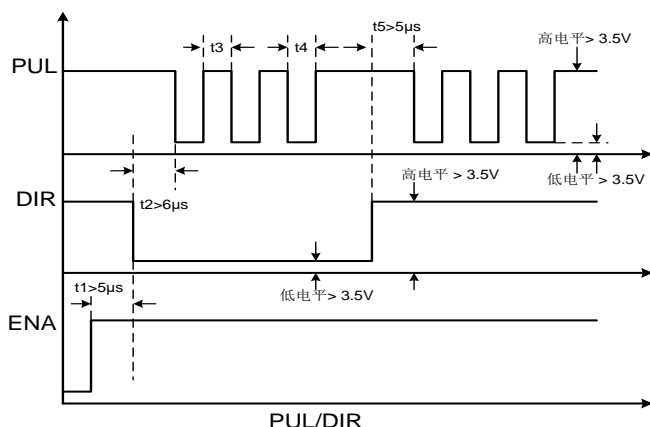 t5>5μs
t3
t4
高电平> 3.5V
PUL
低电平> 3.5V
高电平 > 3.5V
DIR
t2>6μs
低电平> 3.5V
t1>5μs
ENA
PUL/DIR